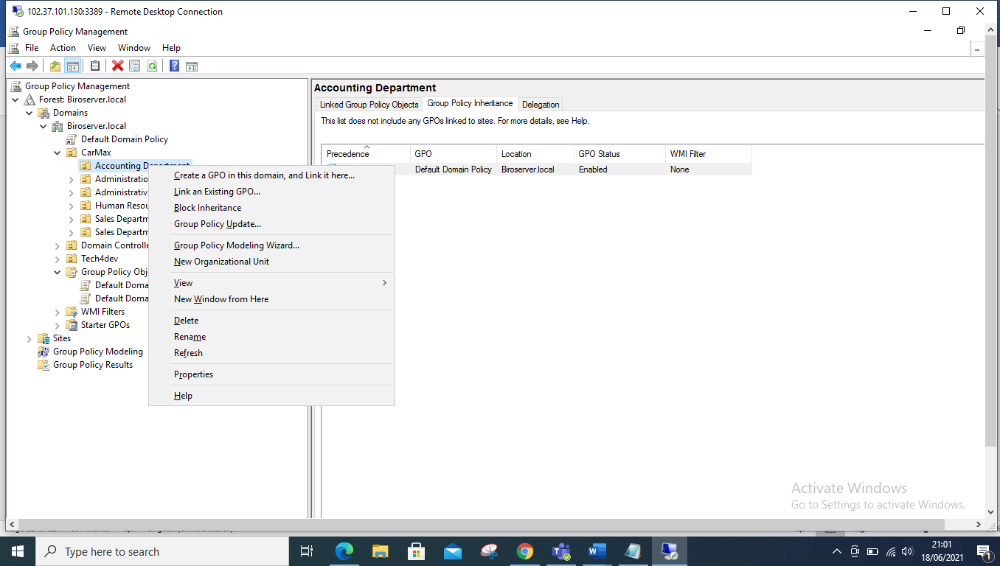 102.37.101.130:3389 - Remote Desktop Connection
Group Policy Management
File Action View Window Help
Group Policy Management
Forest: Biroserver.local
Domains
Biroserver.local
Default Domain Policy
CarMax
Accounting Department
Administratio
Administrativ
Human Resou
Sales Departm
Sales Departm
Domain Controlle
Tech4dev
Group Policy Obj
Default Doma
Default Doma
WMI Filters
Starter GPOs
Sites
Group Policy Modeling
Group Policy Results
Create a GPO in this domain, and Link it here...
Link an Existing GPO...
Block Inheritance
Group Policy Update...
Group Policy Modeling Wizard...
New Organizational Unit
View
New Window from Here
Delete
Rename
Refresh
Properties
Help
Accounting Department
Linked Group Policy Objects Group Policy Inheritance Delegation
This list does not include any GPOs linked to sites. For more details, see Help.
Precedence GPO Location GPO Status WMI Filter
Default Domain Policy Biroserver.local Enabled None
Activate Windows
Go to Settings to activate Windows.
Type here to search
21:01
18/06/2021
1